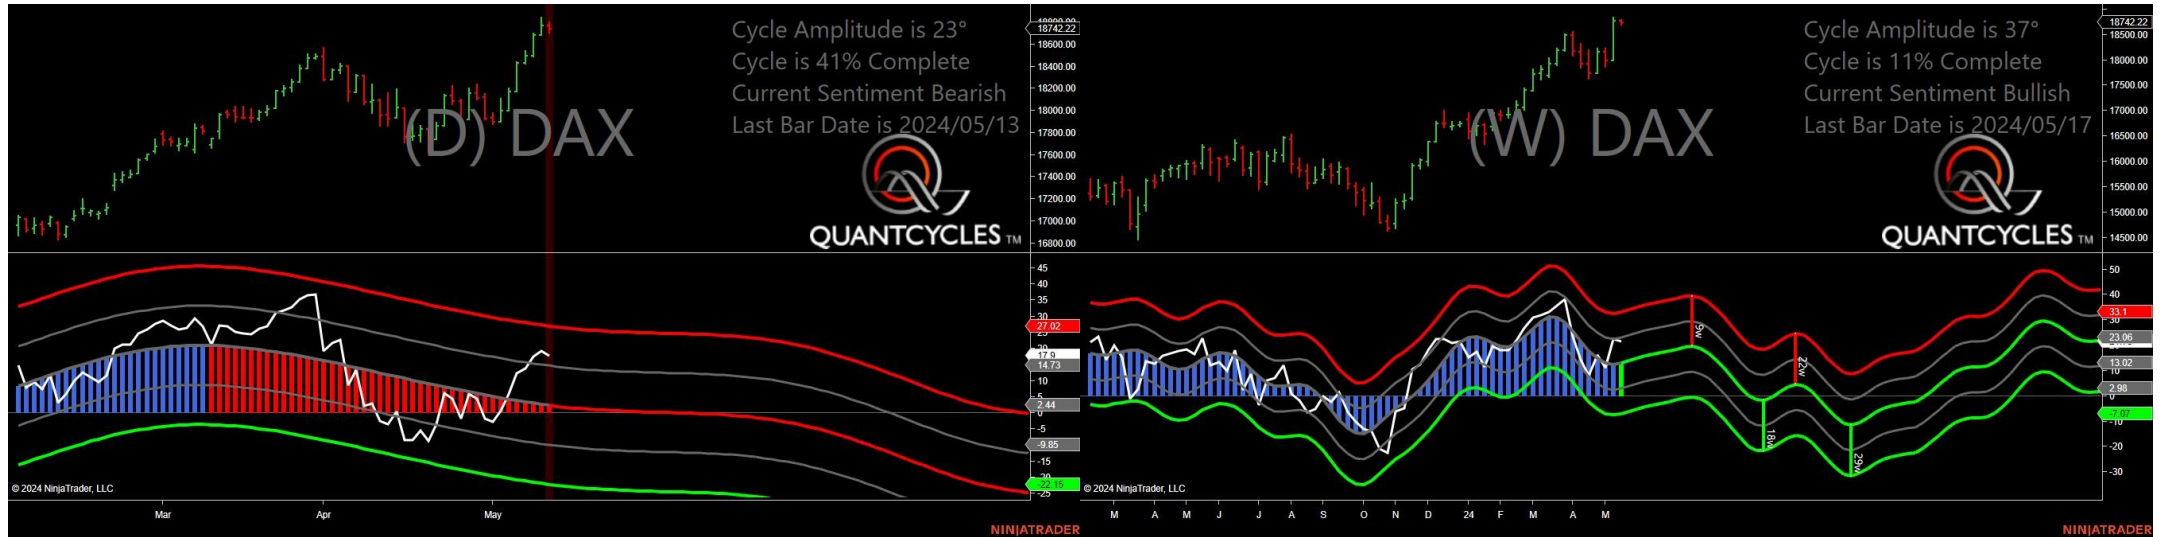 Cycle Amplitude is 23°
Cycle is 41% Complete
Current Sentiment Bearish
Last Bar Date is 2024/05/13
(D) DAX
QUANTCYCLES TM
18742.22
18600.00
18400.00
18200.00
18000.00
17800.00
17600.00
17400.00
17200.00
17000.00
16800.00
45
40
35
30
27.02
17.9
14.73
10
2.44
-5
-9.85
-15
-22.15
-25
© 2024 NinjaTrader, LLC
Mar
Apr
May
NINJATRADER
Cycle Amplitude is 37°
Cycle is 11% Complete
Current Sentiment Bullish
Last Bar Date is 2024/05/17
(W) DAX
QUANTCYCLES TM
18742.22
18500.00
18000.00
17500.00
17000.00
16500.00
16000.00
15500.00
15000.00
14500.00
50
40
33.1
30
23.06
13.02
10
2.98
0
-7.07
-10
-20
-30
9w
22w
18w
29w
© 2024 NinjaTrader, LLC
M A M J J A S O N D 24 F M A M
NINJATRADER